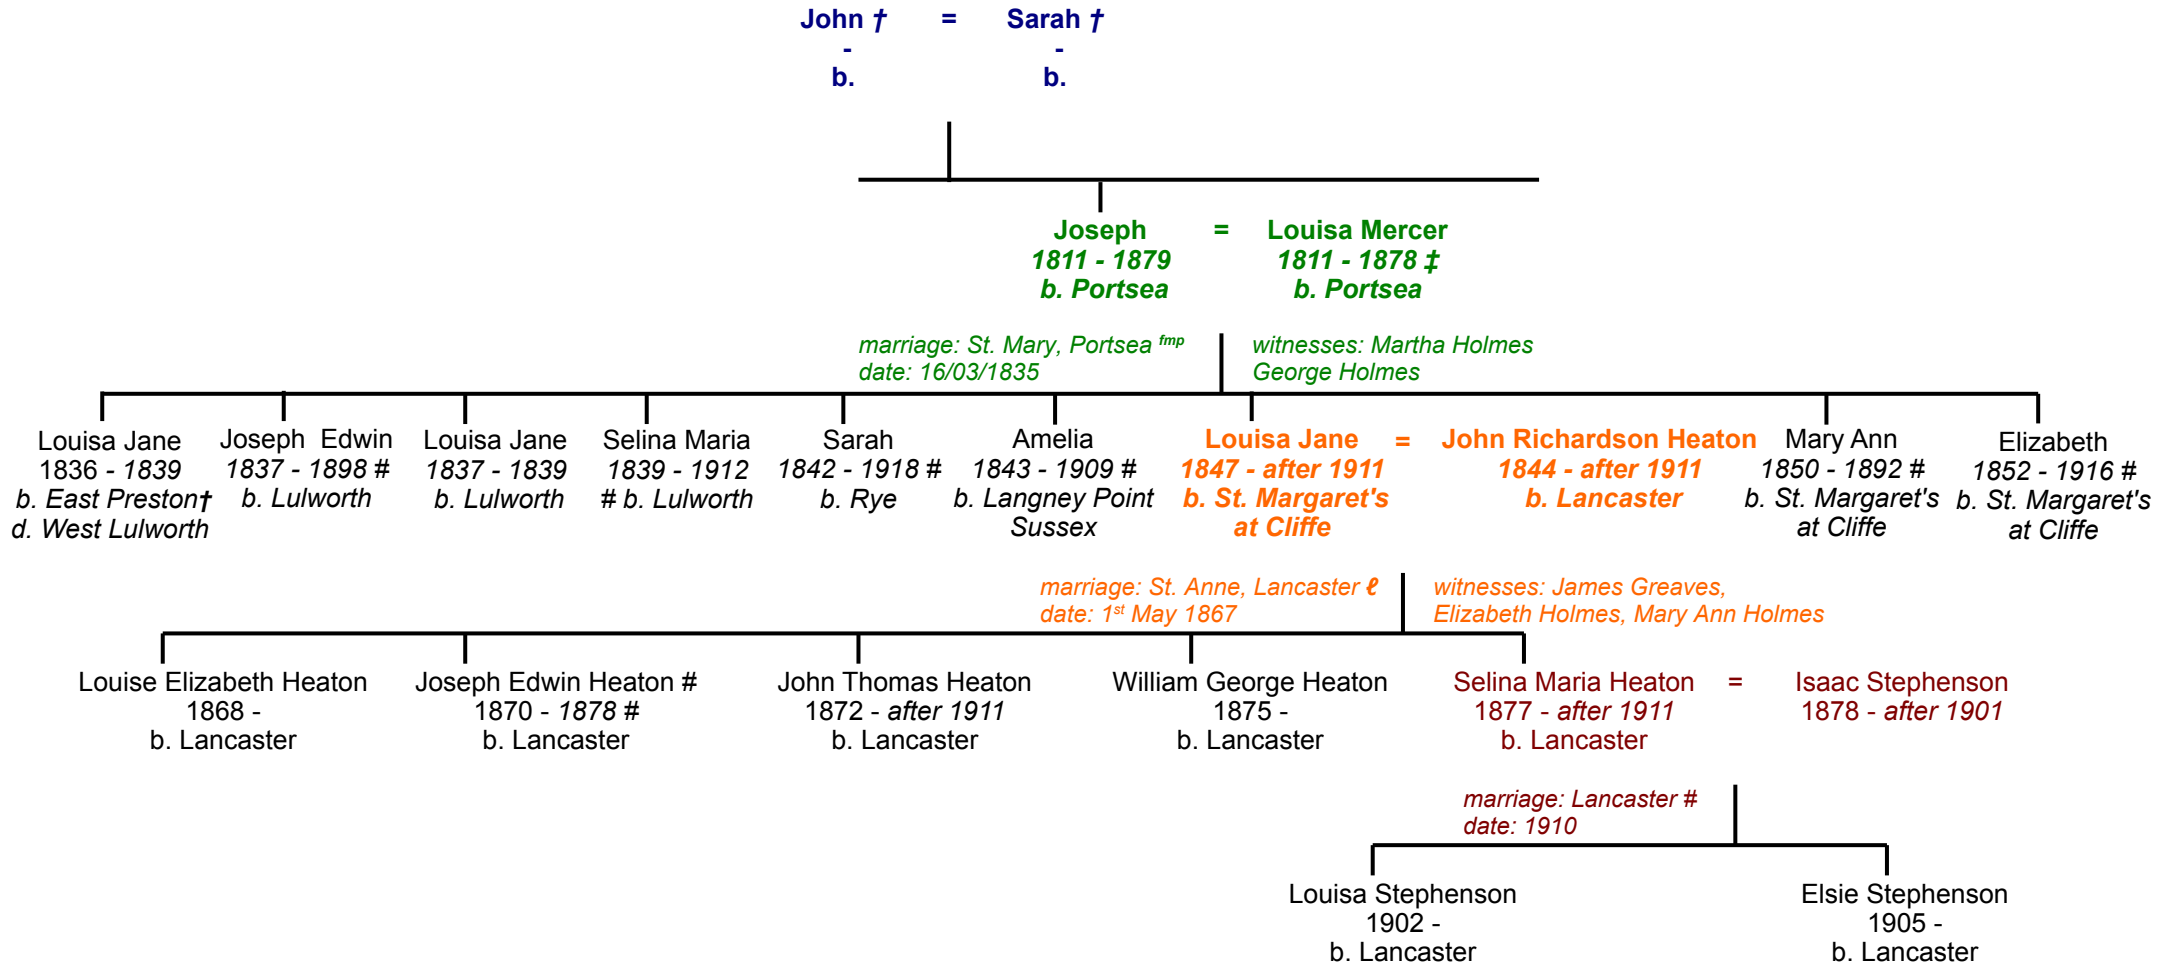 John † = Sarah †
- -
b. b.
Joseph = Louisa Mercer
1811 - 1879 1811 - 1878 ‡
b. Portsea b. Portsea
marriage: St. Mary, Portsea fmp witnesses: Martha Holmes
date: 16/03/1835 George Holmes
Louisa Jane
1836 - 1839
b. East Preston†
d. West Lulworth
Joseph Edwin
1837 - 1898 #
b. Lulworth
Louisa Jane
1837 - 1839
b. Lulworth
Selina Maria
1839 - 1912
# b. Lulworth
Sarah
1842 - 1918 #
b. Rye
Amelia
1843 - 1909 #
b. Langney Point
Sussex
Louisa Jane =
1847 - after 1911
b. St. Margaret's
at Cliffe
John Richardson Heaton
1844 - after 1911
b. Lancaster
Mary Ann
1850 - 1892 #
b. St. Margaret's
at Cliffe
Elizabeth
1852 - 1916 #
b. St. Margaret's
at Cliffe
marriage: St. Anne, Lancaster ℓ witnesses: James Greaves,
date: 1st May 1867 Elizabeth Holmes, Mary Ann Holmes
Louise Elizabeth Heaton
1868 -
b. Lancaster
Joseph Edwin Heaton #
1870 - 1878 #
b. Lancaster
John Thomas Heaton
1872 - after 1911
b. Lancaster
William George Heaton
1875 -
b. Lancaster
Selina Maria Heaton =
1877 - after 1911
b. Lancaster
Isaac Stephenson
1878 - after 1901
marriage: Lancaster #
date: 1910
Louisa Stephenson
1902 -
b. Lancaster
Elsie Stephenson
1905 -
b. Lancaster